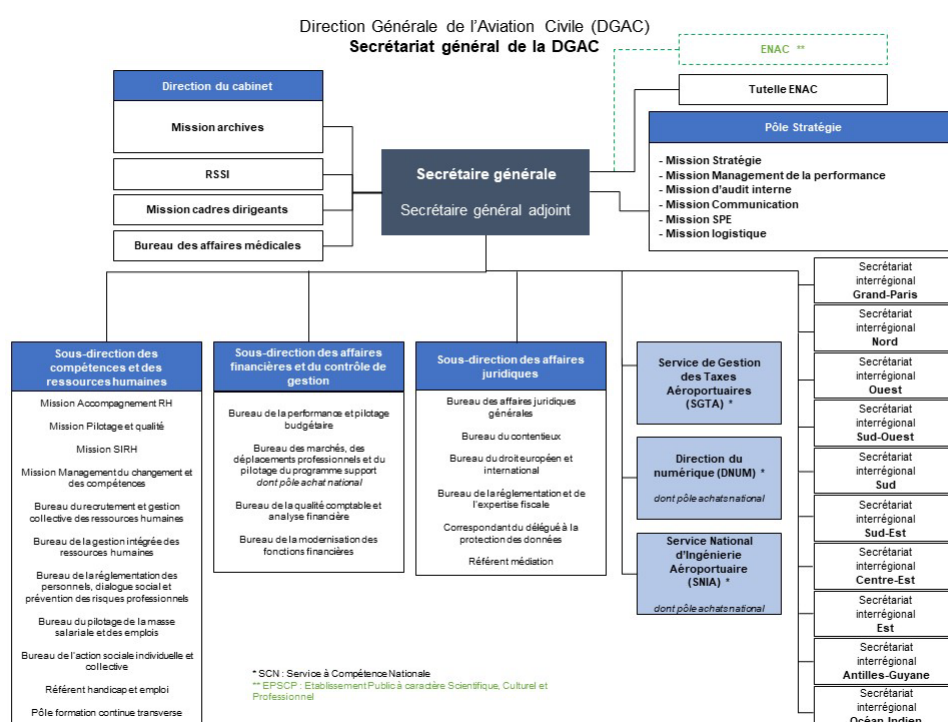 Direction Générale de l'Aviation Civile (DGAC)
Secrétariat général de la DGAC
ENAC **
Tutelle ENAC
Direction du cabinet
Mission archives
RSSI
Mission cadres dirigeants
Bureau des affaires médicales
Secrétaire générale
Secrétaire général adjoint
Pôle Stratégie
- Mission Stratégie
- Mission Management de la performance
- Mission d'audit interne
- Mission Communication
- Mission SPE
- Mission logistique
Sous-direction des
compétences et des
ressources humaines
Mission Accompagnement RH
Mission Pilotage et qualité
Mission SIRH
Mission Management du changement et
des compétences
Bureau du recrutement et gestion
collective des ressources humaines
Bureau de la gestion intégrée des
ressources humaines
Bureau de la réglementation des
personnels, dialogue social et
prévention des risques professionnels
Bureau du pilotage de la masse
salariale et des emplois
Bureau de l'action sociale individuelle et
collective
Référent handicap et emploi
Pôle formation continue transverse
Sous-direction des affaires
financières et du contrôle de
gestion
Bureau de la performance et pilotage
budgétaire
Bureau des marchés, des
déplacements professionnels et du
pilotage du programme support
dont pôle achat national
Bureau de la qualité comptable et
analyse financière
Bureau de la modernisation des
fonctions financières
Sous-direction des affaires
juridiques
Bureau des affaires juridiques
générales
Bureau du contentieux
Bureau du droit européen et
international
Bureau de la réglementation et de
l'expertise fiscale
Correspondant du délégué à la
protection des données
Référent médiation
Service de Gestion
des Taxes
Aéroportuaires
(SGTA) *
Direction du
numérique (DNUM) *
dont pôle achats national
Service National
d'Ingénierie
Aéroportuaire
(SNIA) *
dont pôle achats national
Secrétariat
interrégional
Grand-Paris
Secrétariat
interrégional
Nord
Secrétariat
interrégional
Ouest
Secrétariat
interrégional
Sud-Ouest
Secrétariat
interrégional
Sud
Secrétariat
interrégional
Sud-Est
Secrétariat
interrégional
Centre-Est
Secrétariat
interrégional
Est
Secrétariat
interrégional
Antilles-Guyane
Secrétariat
interrégional
Océan Indien
* SCN : Service à Compétence Nationale
** EPSCP : Etablissement Public à caractère Scientifique, Culturel et
Professionnel